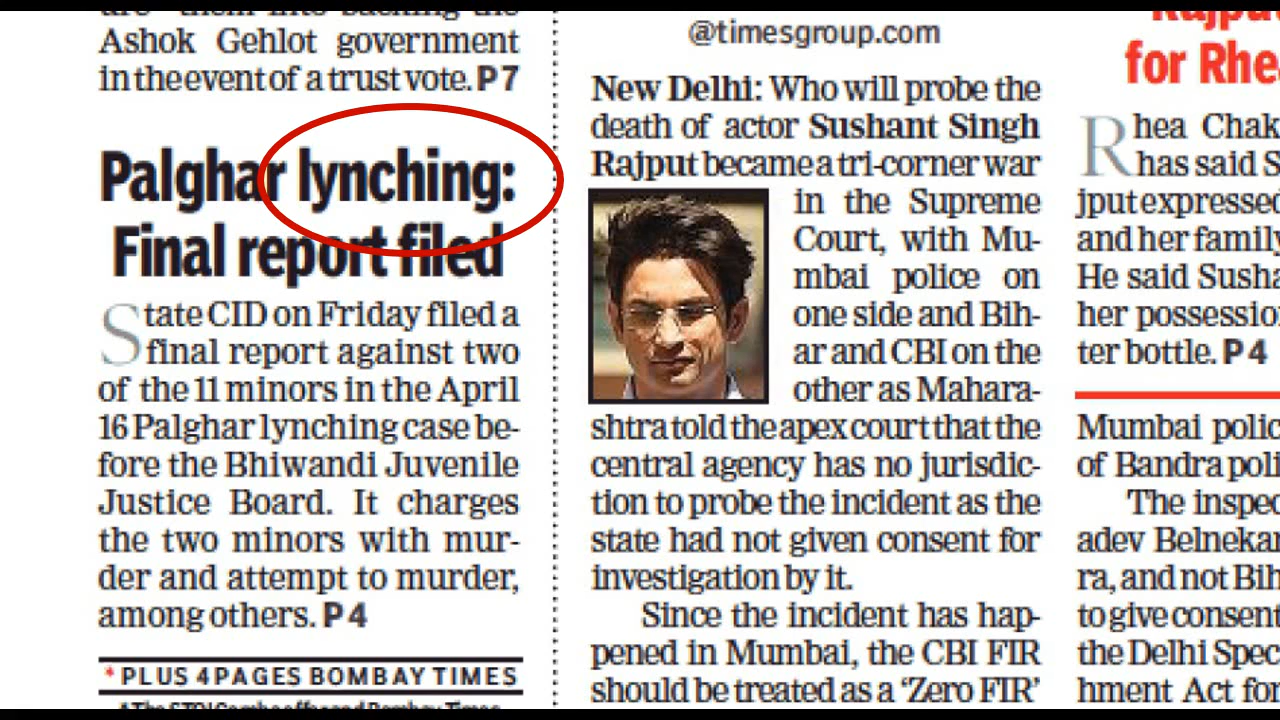 Ashok Gehlot government
in the event of a trust vote. P7
Palghar lynching:
Final report filed
State CID on Friday filed a
final report against two
of the 11 minors in the April
16 Palghar lynching case be-
fore the Bhiwandi Juvenile
Justice Board. It charges
the two minors with mur-
der and attempt to murder,
among others. P4
* PLUS 4 PAGES BOMBAY TIMES
@timesgroup.com
New Delhi: Who will probe the
death of actor Sushant Singh
Rajput became a tri-corner war
in the Supreme
Court, with Mu-
mbai police on
one side and Bih-
ar and CBI on the
other as Mahara-
shtra told the apex court that the
central agency has no jurisdic-
tion to probe the incident as the
state had not given consent for
investigation by it.
Since the incident has hap-
pened in Mumbai, the CBI FIR
should be treated as a ‘Zero FIR’
for Rhea
Rhea Chak
has said S
jput expressed
and her family
He said Susha
her possessio
ter bottle. P4
Mumbai polic
of Bandra poli
The inspec
adev Belnekar
ra, and not Bih
to give consent
the Delhi Spec
hment Act for